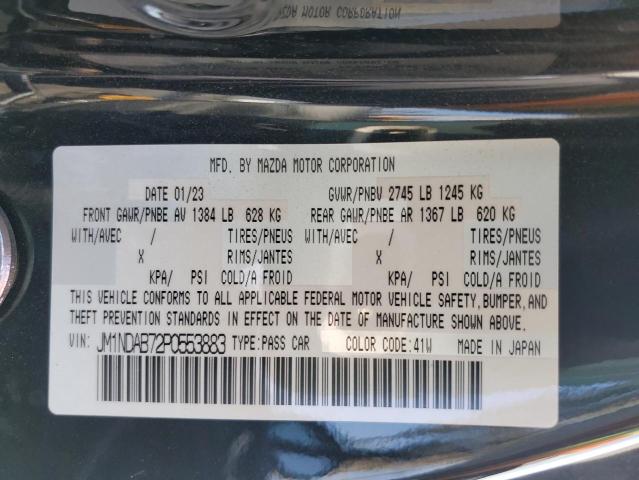 MFD. BY MAZDA MOTOR CORPORATION
DATE 01/23 GVWR/PNBV 2745 LB 1245 KG
FRONT GAWR/PNBE AV 1384 LB 628 KG REAR GAWR/PNBE AR 1367 LB 620 KG
WITH/AVEC / TIRES/PNEUS WITH/AVEC / TIRES/PNEUS
X RIMS/JANTES X RIMS/JANTES
KPA/ PSI COLD/A FROID KPA/ PSI COLD/A FROID
THIS VEHICLE CONFORMS TO ALL APPLICABLE FEDERAL MOTOR VEHICLE SAFETY, BUMPER, AND
THEFT PREVENTION STANDARDS IN EFFECT ON THE DATE OF MANUFACTURE SHOWN ABOVE.
VIN: JM1NDAB72P0553883 TYPE: PASS CAR COLOR CODE: 41W MADE IN JAPAN